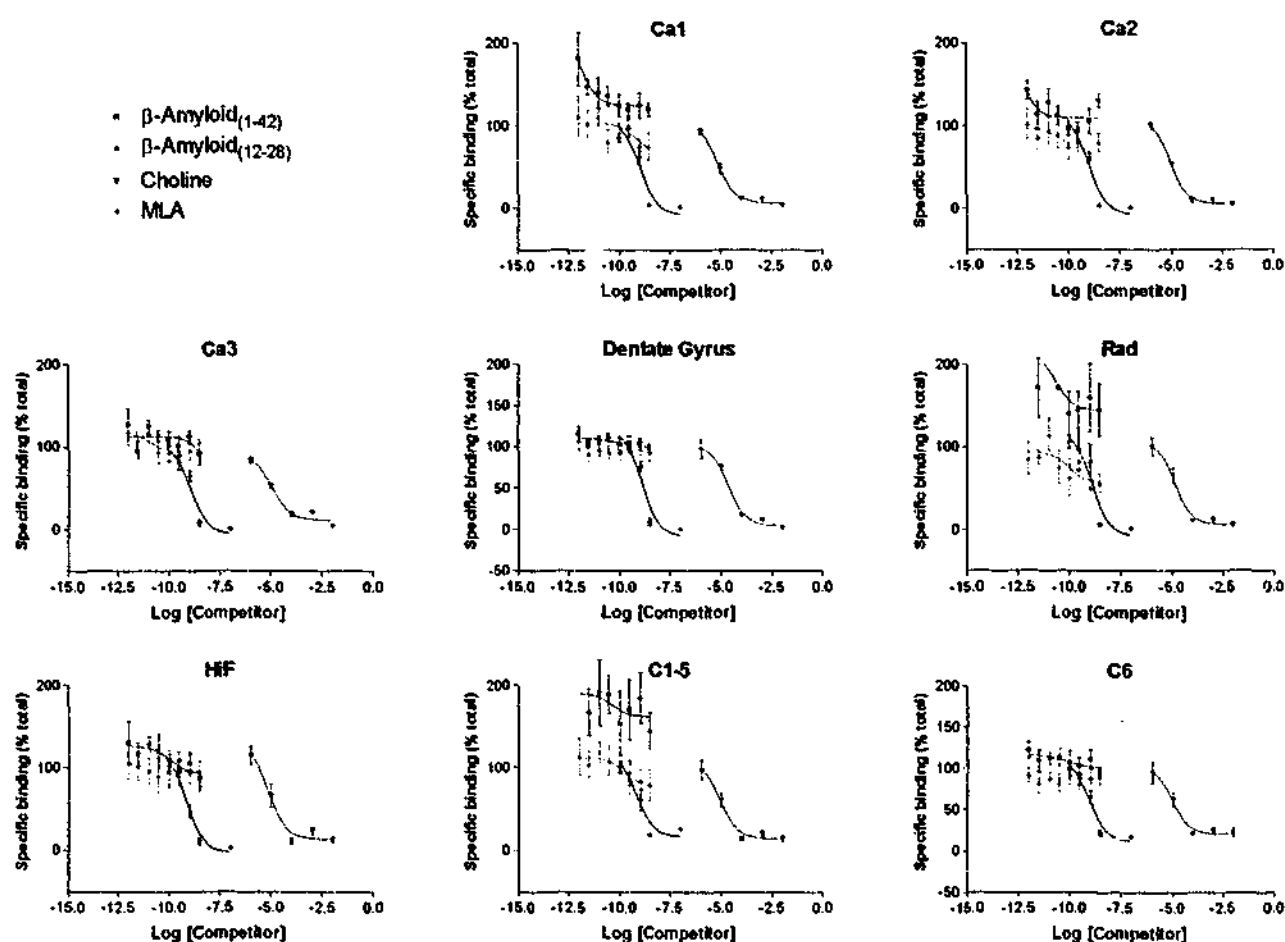 β-Amyloid(1-42)
β-Amyloid(12-28)
Choline
MLA
Ca1
Specific binding (% total)
200
100
0
-15.0 -12.5 -10.0 -7.5 -5.0 -2.5 0.0
Log [Competitor]
Ca2
Specific binding (% total)
200
100
0
-15.0 -12.5 -10.0 -7.5 -5.0 -2.5 0.0
Log [Competitor]
Ca3
Specific binding (% total)
200
100
0
-15.0 -12.5 -10.0 -7.5 -5.0 -2.5 0.0
Log [Competitor]
Dentate Gyrus
Specific binding (% total)
200
150
100
50
0
-50
-15.0 -12.5 -10.0 -7.5 -5.0 -2.5 0.0
Log [Competitor]
Rad
Specific binding (% total)
200
100
0
-15.0 -12.5 -10.0 -7.5 -5.0 -2.5 0.0
Log [Competitor]
HiF
Specific binding (% total)
200
100
0
-15.0 -12.5 -10.0 -7.5 -5.0 -2.5 0.0
Log [Competitor]
C1-5
Specific binding (% total)
200
100
0
-15.0 -12.5 -10.0 -7.5 -5.0 -2.5 0.0
Log [Competitor]
C6
Specific binding (% total)
200
150
100
50
0
-50
-15.0 -12.5 -10.0 -7.5 -5.0 -2.5 0.0
Log [Competitor]